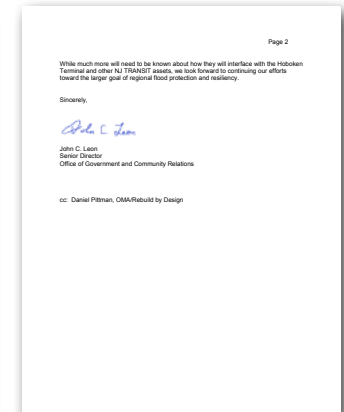 Page 2
While much more will need to be known about how they will interface with the Hoboken
Terminal and other NJ TRANSIT assets, we look forward to continuing our efforts
toward the larger goal of regional flood protection and resiliency.
Sincerely,
John C. Leon
John C. Leon
Senior Director
Office of Government and Community Relations
cc: Daniel Pittman, OMA/Rebuild by Design